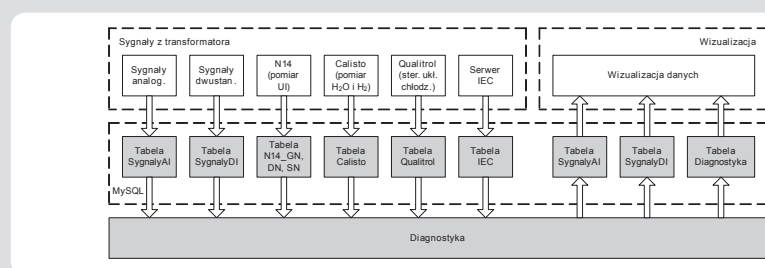 Sygnały z transformatora
Wizualizacja
Sygnały
analog.
Sygnały
dwustan.
N14
(pomiar
UI)
Calisto
(pomiar
H₂O i H₂)
Qualitrol
(ster. ukł.
chłodz.)
Serwer
IEC
Wizualizacja danych
Tabela
SygnalyAI
Tabela
SygnalyDI
Tabela
N14_GN,
DN, SN
Tabela
Calisto
Tabela
Qualitrol
Tabela
IEC
Tabela
SygnalyAI
Tabela
SygnalyDI
Tabela
Diagnostyka
MySQL
Diagnostyka